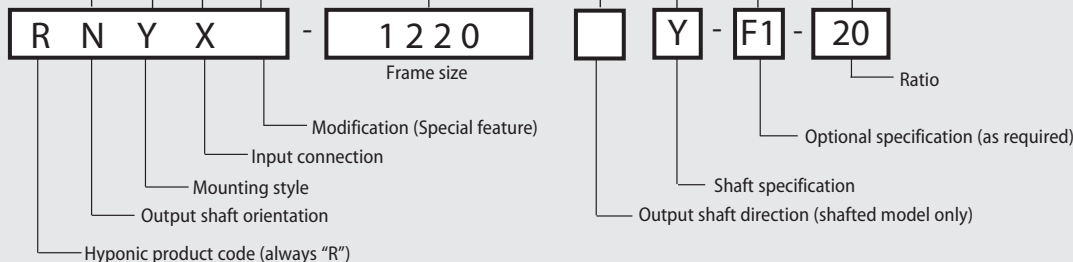 R N Y X - 1 2 2 0 Y - F1 - 20
Frame size
Ratio
Modification (Special feature)
Optional specification (as required)
Input connection
Mounting style
Shaft specification
Output shaft orientation
Output shaft direction (shafted model only)
Hyponic product code (always “R”)